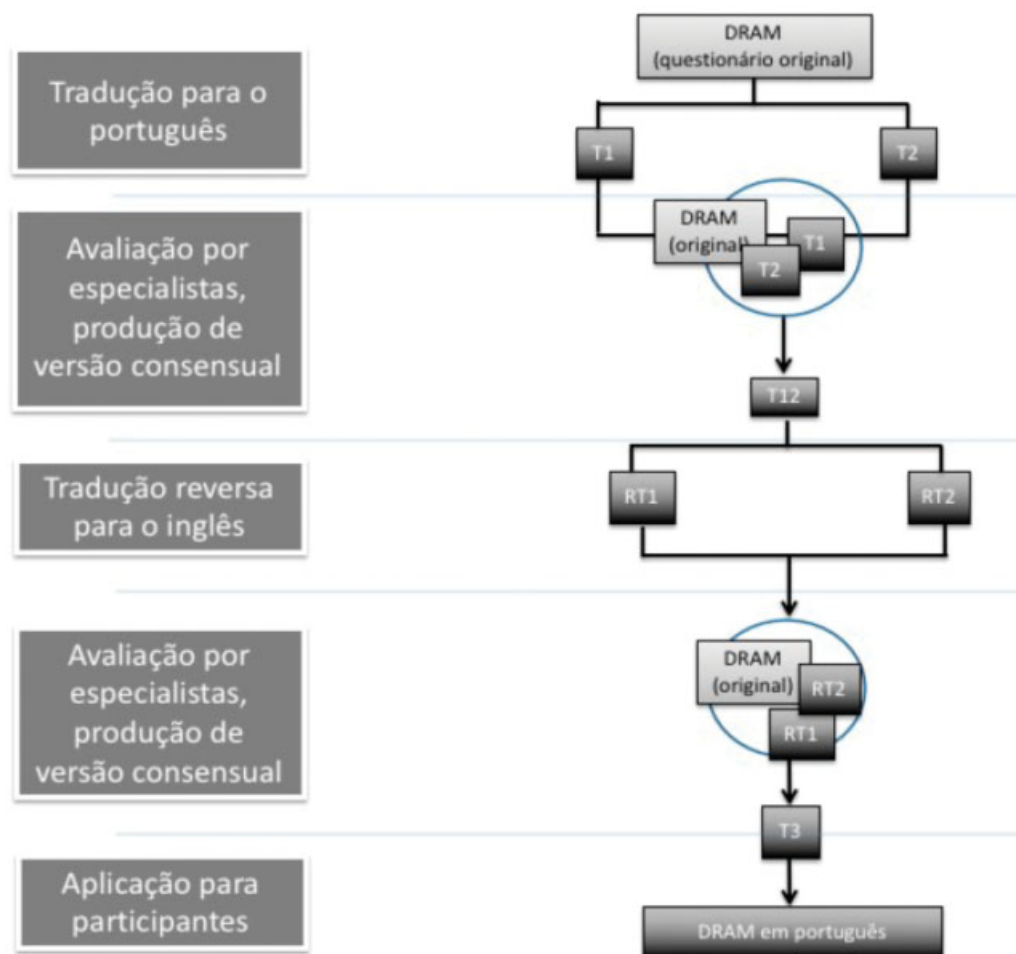 DRAM
(questionário original)
Tradução para o
português
T1
T2
Avaliação por
especialistas,
produção de
versão consensual
DRAM
(original)
T1
T2
T12
Tradução reversa
para o inglês
RT1
RT2
Avaliação por
especialistas,
produção de
versão consensual
DRAM
(original)
RT2
RT1
T3
Aplicação para
participantes
DRAM em português